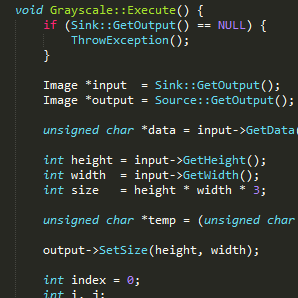 void Grayscale::Execute() {
if (Sink::GetOutput() == NULL) {
ThrowException();
}
Image *input  = Sink::GetOutput();
Image *output = Source::GetOutput();
unsigned char *data = input->GetData(
int height = input->GetHeight();
int width  = input->GetWidth();
int size   = height * width * 3;
unsigned char *temp = (unsigned char
output->SetSize(height, width);
int index = 0;
int i, j;